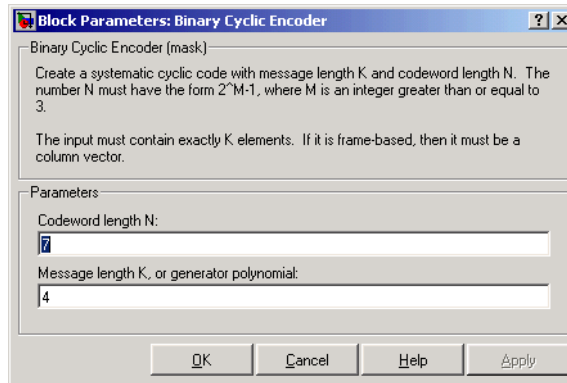 Block Parameters: Binary Cyclic Encoder
Binary Cyclic Encoder (mask)
Create a systematic cyclic code with message length K and codeword length N. The
number N must have the form 2^M-1, where M is an integer greater than or equal to
3.
The input must contain exactly K elements. If it is frame-based, then it must be a
column vector.
Parameters
Codeword length N:
7
Message length K, or generator polynomial:
4
OK Cancel Help Apply